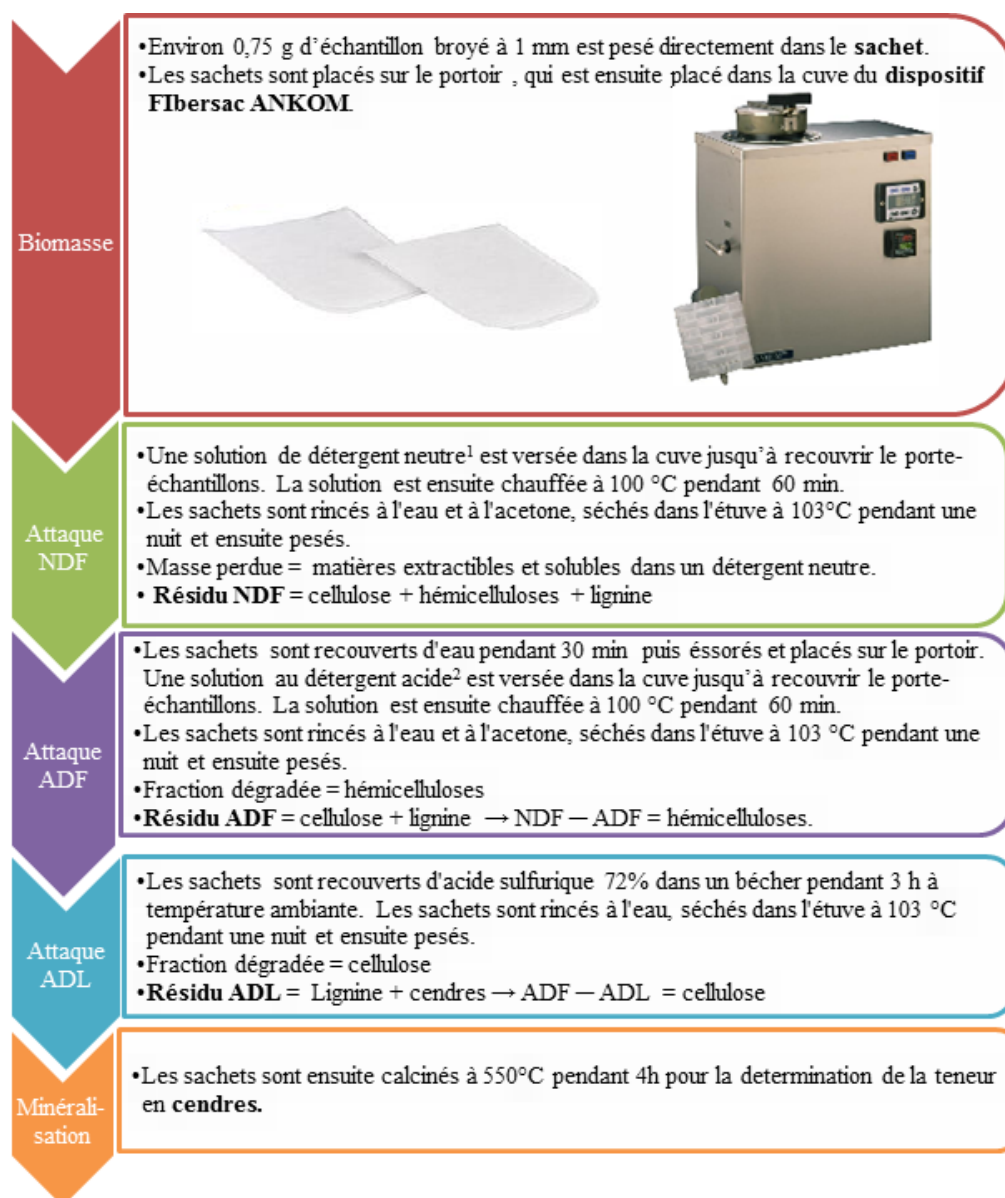 Biomasse
•Environ 0,75 g d’échantillon broyé à 1 mm est pesé directement dans le sachet.
•Les sachets sont placés sur le portoir , qui est ensuite placé dans la cuve du dispositif
FIbersac ANKOM.
Attaque
NDF
•Une solution de détergent neutre¹ est versée dans la cuve jusqu’à recouvrir le porte-
échantillons. La solution est ensuite chauffée à 100 °C pendant 60 min.
•Les sachets sont rincés à l'eau et à l'acetone, séchés dans l'étuve à 103°C pendant une
nuit et ensuite pesés.
•Masse perdue = matières extractibles et solubles dans un détergent neutre.
• Résidu NDF = cellulose + hémicelluloses + lignine
Attaque
ADF
•Les sachets sont recouverts d'eau pendant 30 min puis éssorés et placés sur le portoir.
Une solution au détergent acide² est versée dans la cuve jusqu’à recouvrir le porte-
échantillons. La solution est ensuite chauffée à 100 °C pendant 60 min.
•Les sachets sont rincés à l'eau et à l'acetone, séchés dans l'étuve à 103 °C pendant une
nuit et ensuite pesés.
•Fraction dégradée = hémicelluloses
•Résidu ADF = cellulose + lignine → NDF — ADF = hémicelluloses.
Attaque
ADL
•Les sachets sont recouverts d'acide sulfurique 72% dans un bécher pendant 3 h à
température ambiante. Les sachets sont rincés à l'eau, séchés dans l'étuve à 103 °C
pendant une nuit et ensuite pesés.
•Fraction dégradée = cellulose
•Résidu ADL = Lignine + cendres → ADF — ADL = cellulose
Minérali-
sation
•Les sachets sont ensuite calcinés à 550°C pendant 4h pour la determination de la teneur
en cendres.